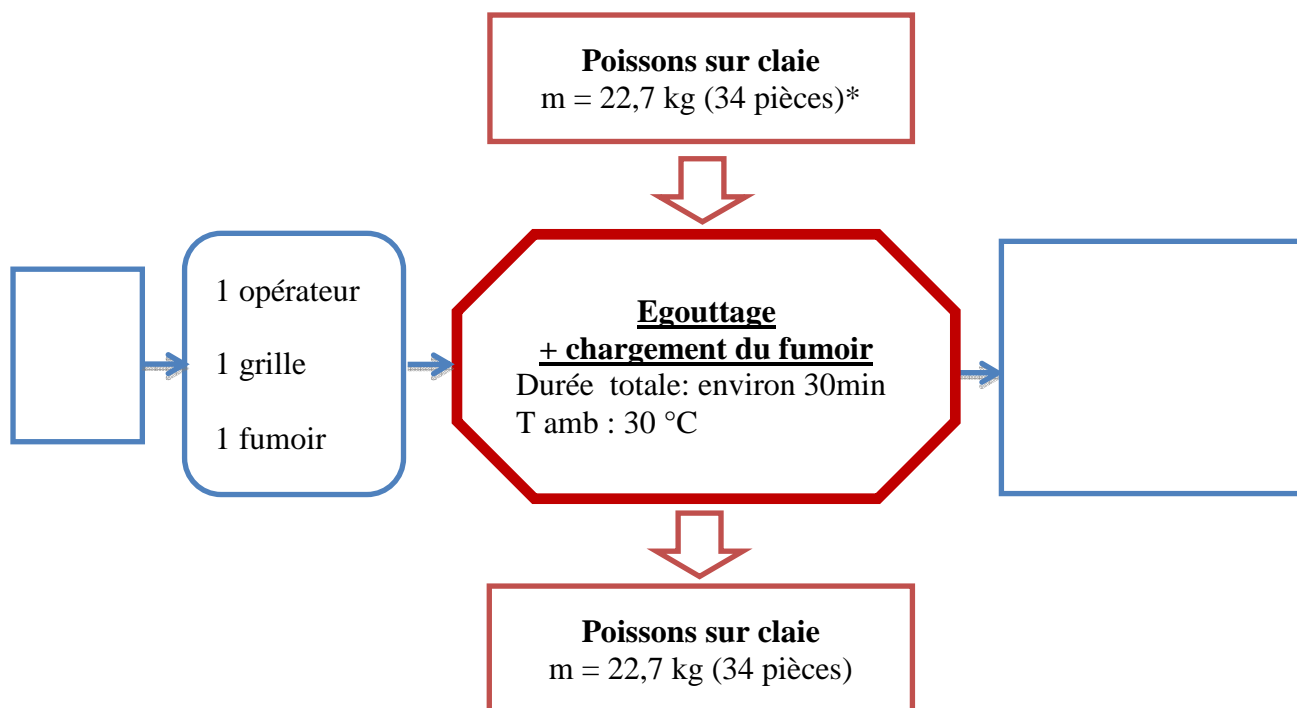 Poissons sur claie
m = 22,7 kg (34 pièces)*
1 opérateur
1 grille
1 fumoir
Egouttage
+ chargement du fumoir
Durée totale: environ 30min
T amb : 30 °C
Poissons sur claie
m = 22,7 kg (34 pièces)